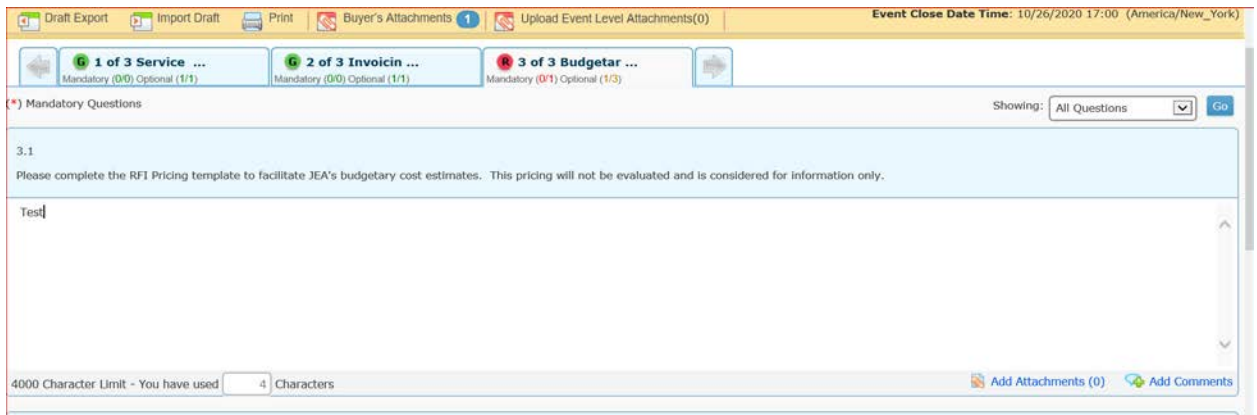 Draft Export Import Draft Print Buyer's Attachments 1 Upload Event Level Attachments(0) Event Close Date Time: 10/26/2020 17:00 (America/New_York)
G 1 of 3 Service ... G 2 of 3 Invoicin ... R 3 of 3 Budgetar ...
Mandatory (0/0) Optional (1/1) Mandatory (0/0) Optional (1/1) Mandatory (0/1) Optional (1/3)
(*) Mandatory Questions Showing: All Questions Go
3.1
Please complete the RFI Pricing template to facilitate JEA's budgetary cost estimates. This pricing will not be evaluated and is considered for information only.
Test
4000 Character Limit - You have used 4 Characters Add Attachments (0) Add Comments